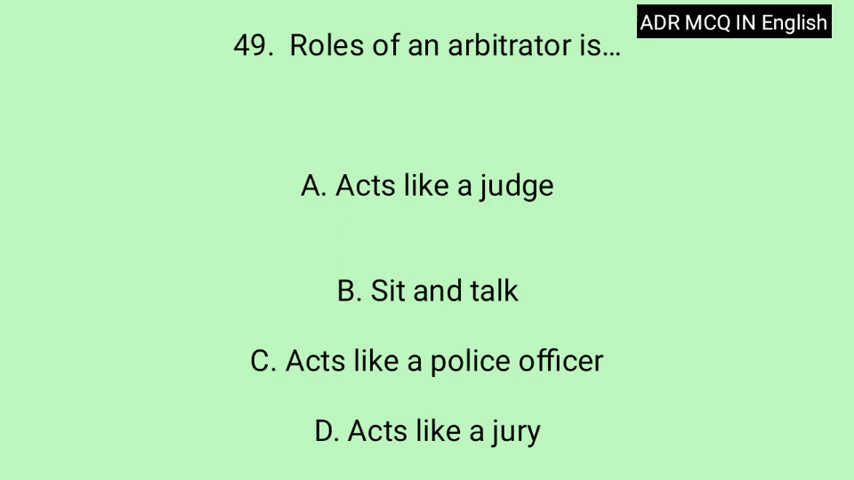 ADR MCQ IN English
49. Roles of an arbitrator is...
A. Acts like a judge
B. Sit and talk
C. Acts like a police officer
D. Acts like a jury